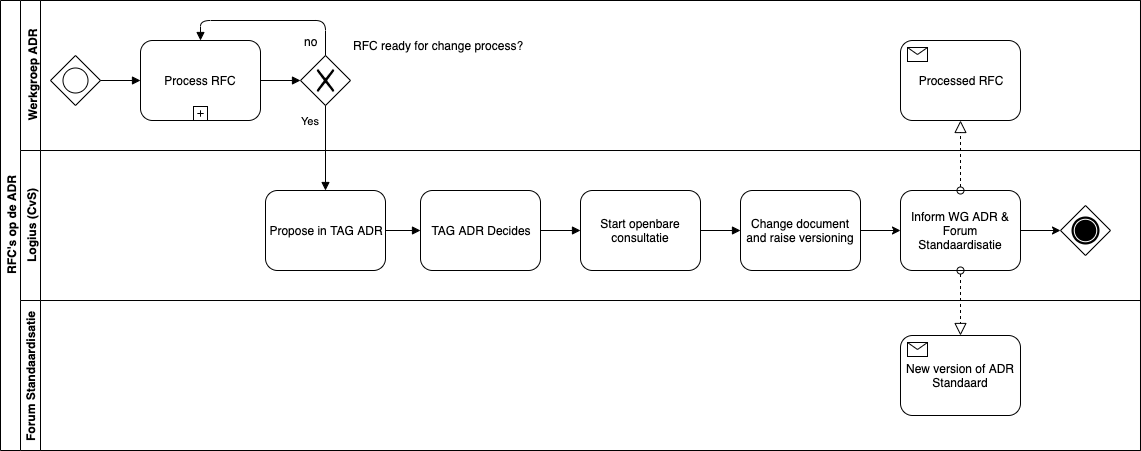 RFC's op de ADR
Werkgroep ADR
Process RFC
no
RFC ready for change process?
Yes
Processed RFC
Logius (CvS)
Propose in TAG ADR
TAG ADR Decides
Start openbare
consultatie
Change document
and raise versioning
Inform WG ADR &
Forum
Standaardisatie
Forum Standaardisatie
New version of ADR
Standaard